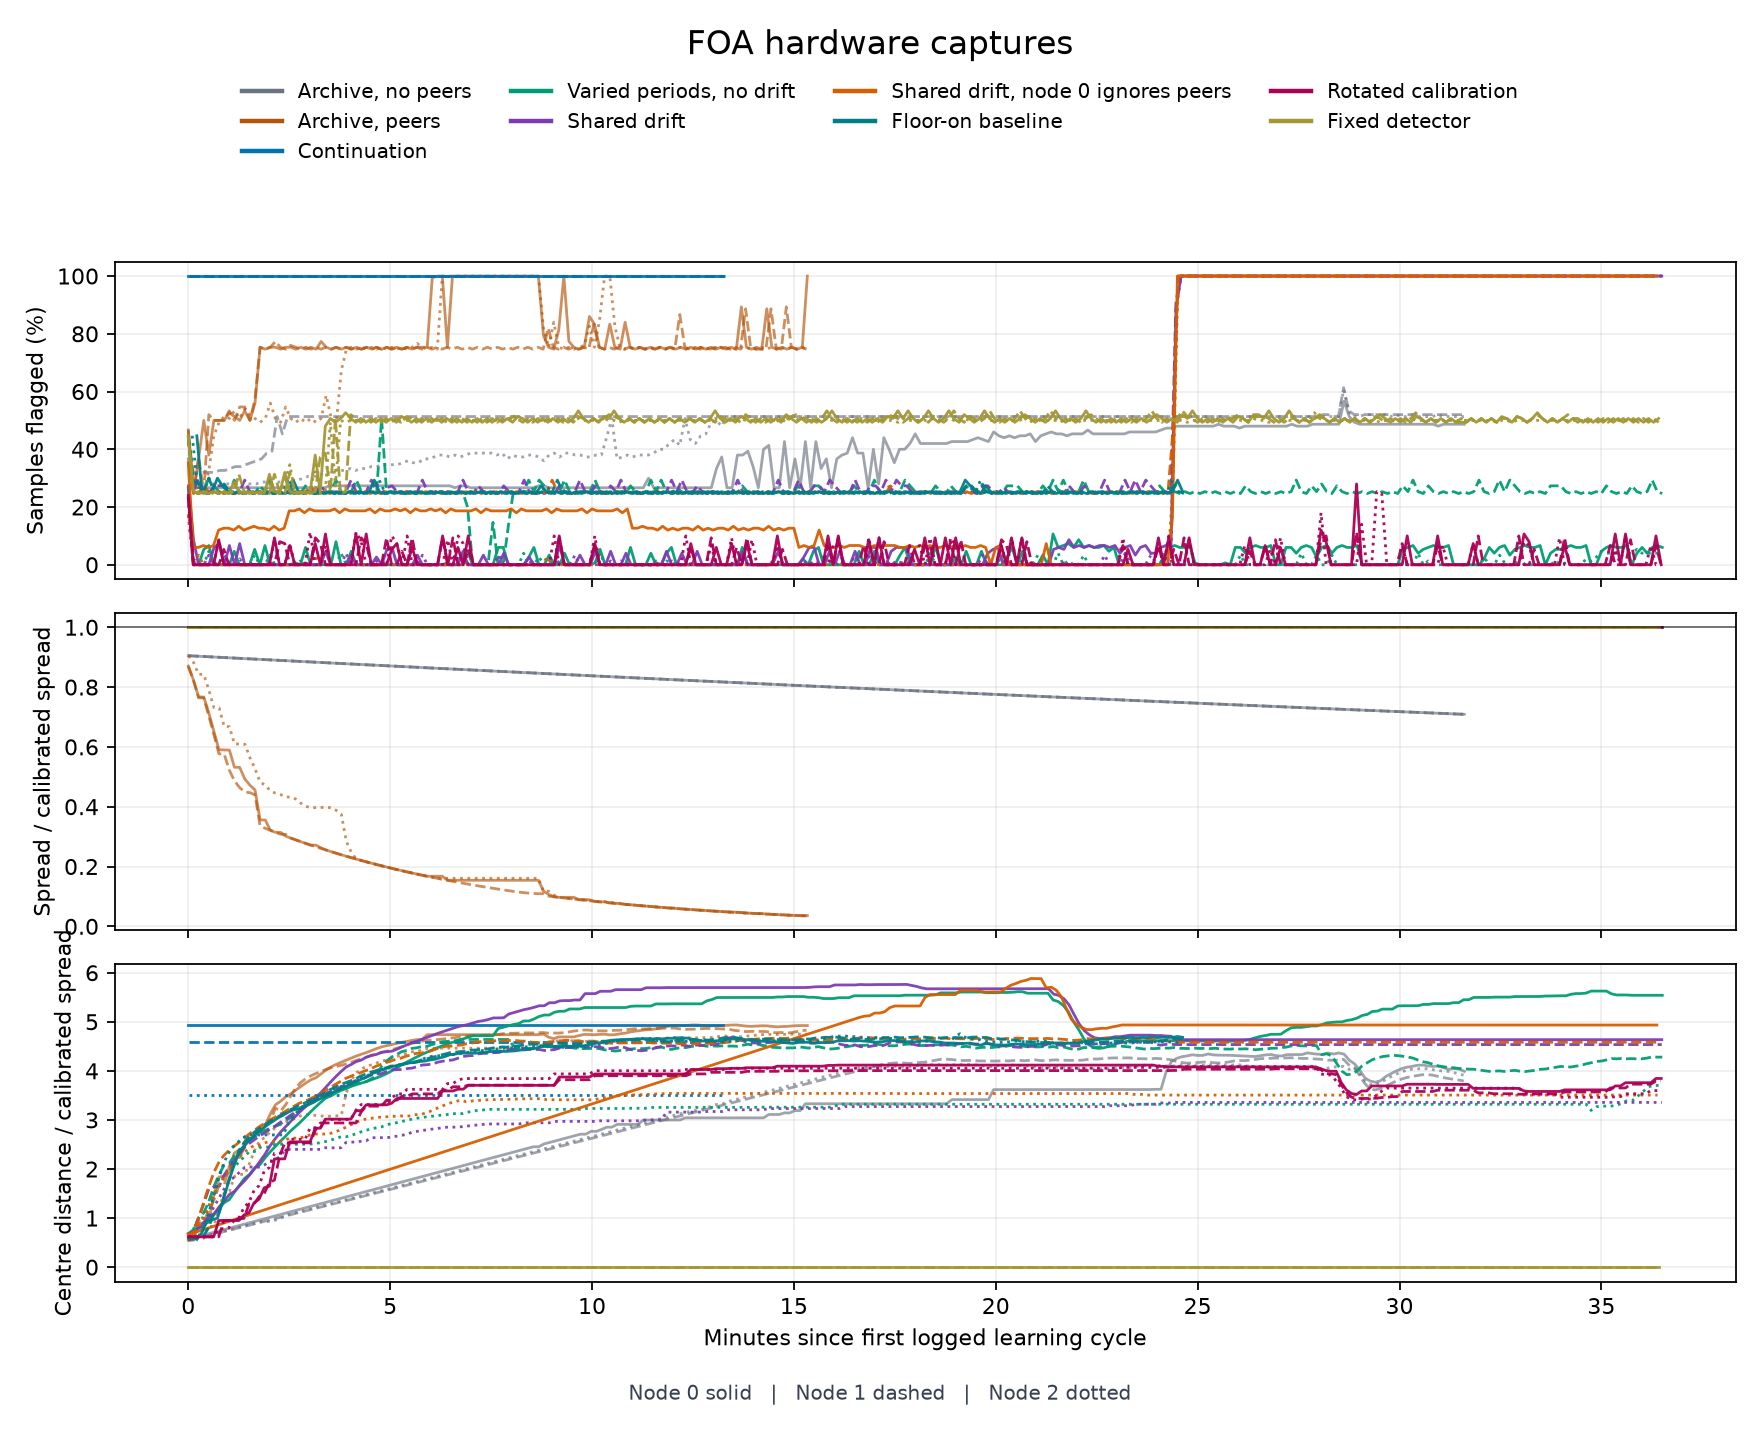 FOA hardware captures
Archive, no peers
Varied periods, no drift
Shared drift, node 0 ignores peers
Rotated calibration
Archive, peers
Shared drift
Floor-on baseline
Fixed detector
Continuation
Samples flagged (%)
100
80
60
40
20
0
Spread / calibrated spread
1.0
0.8
0.6
0.4
0.2
0.0
Centre distance / calibrated spread
6
5
4
3
2
1
0
0 5 10 15 20 25 30 35
Minutes since first logged learning cycle
Node 0 solid | Node 1 dashed | Node 2 dotted